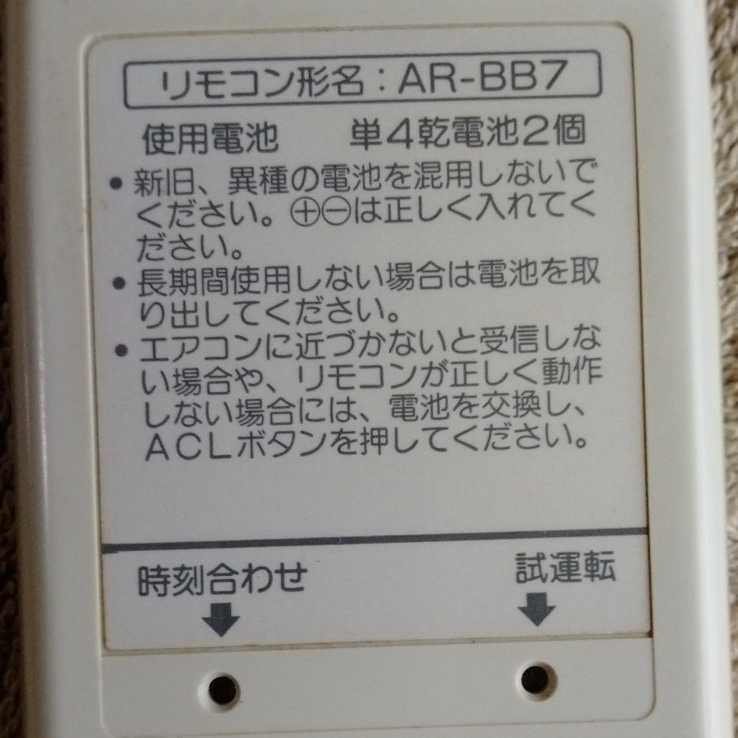 リモコン形名：AR-BB7
使用電池　単4乾電池2個
●新旧、異種の電池を混用しないで
ください。⊕⊖は正しく入れてく
ださい。
●長期間使用しない場合は電池を取
り出してください。
●エアコンに近づかないと受信しな
い場合や、リモコンが正しく動作
しない場合には、電池を交換し、
ACLボタンを押してください。
時刻合わせ　試運転